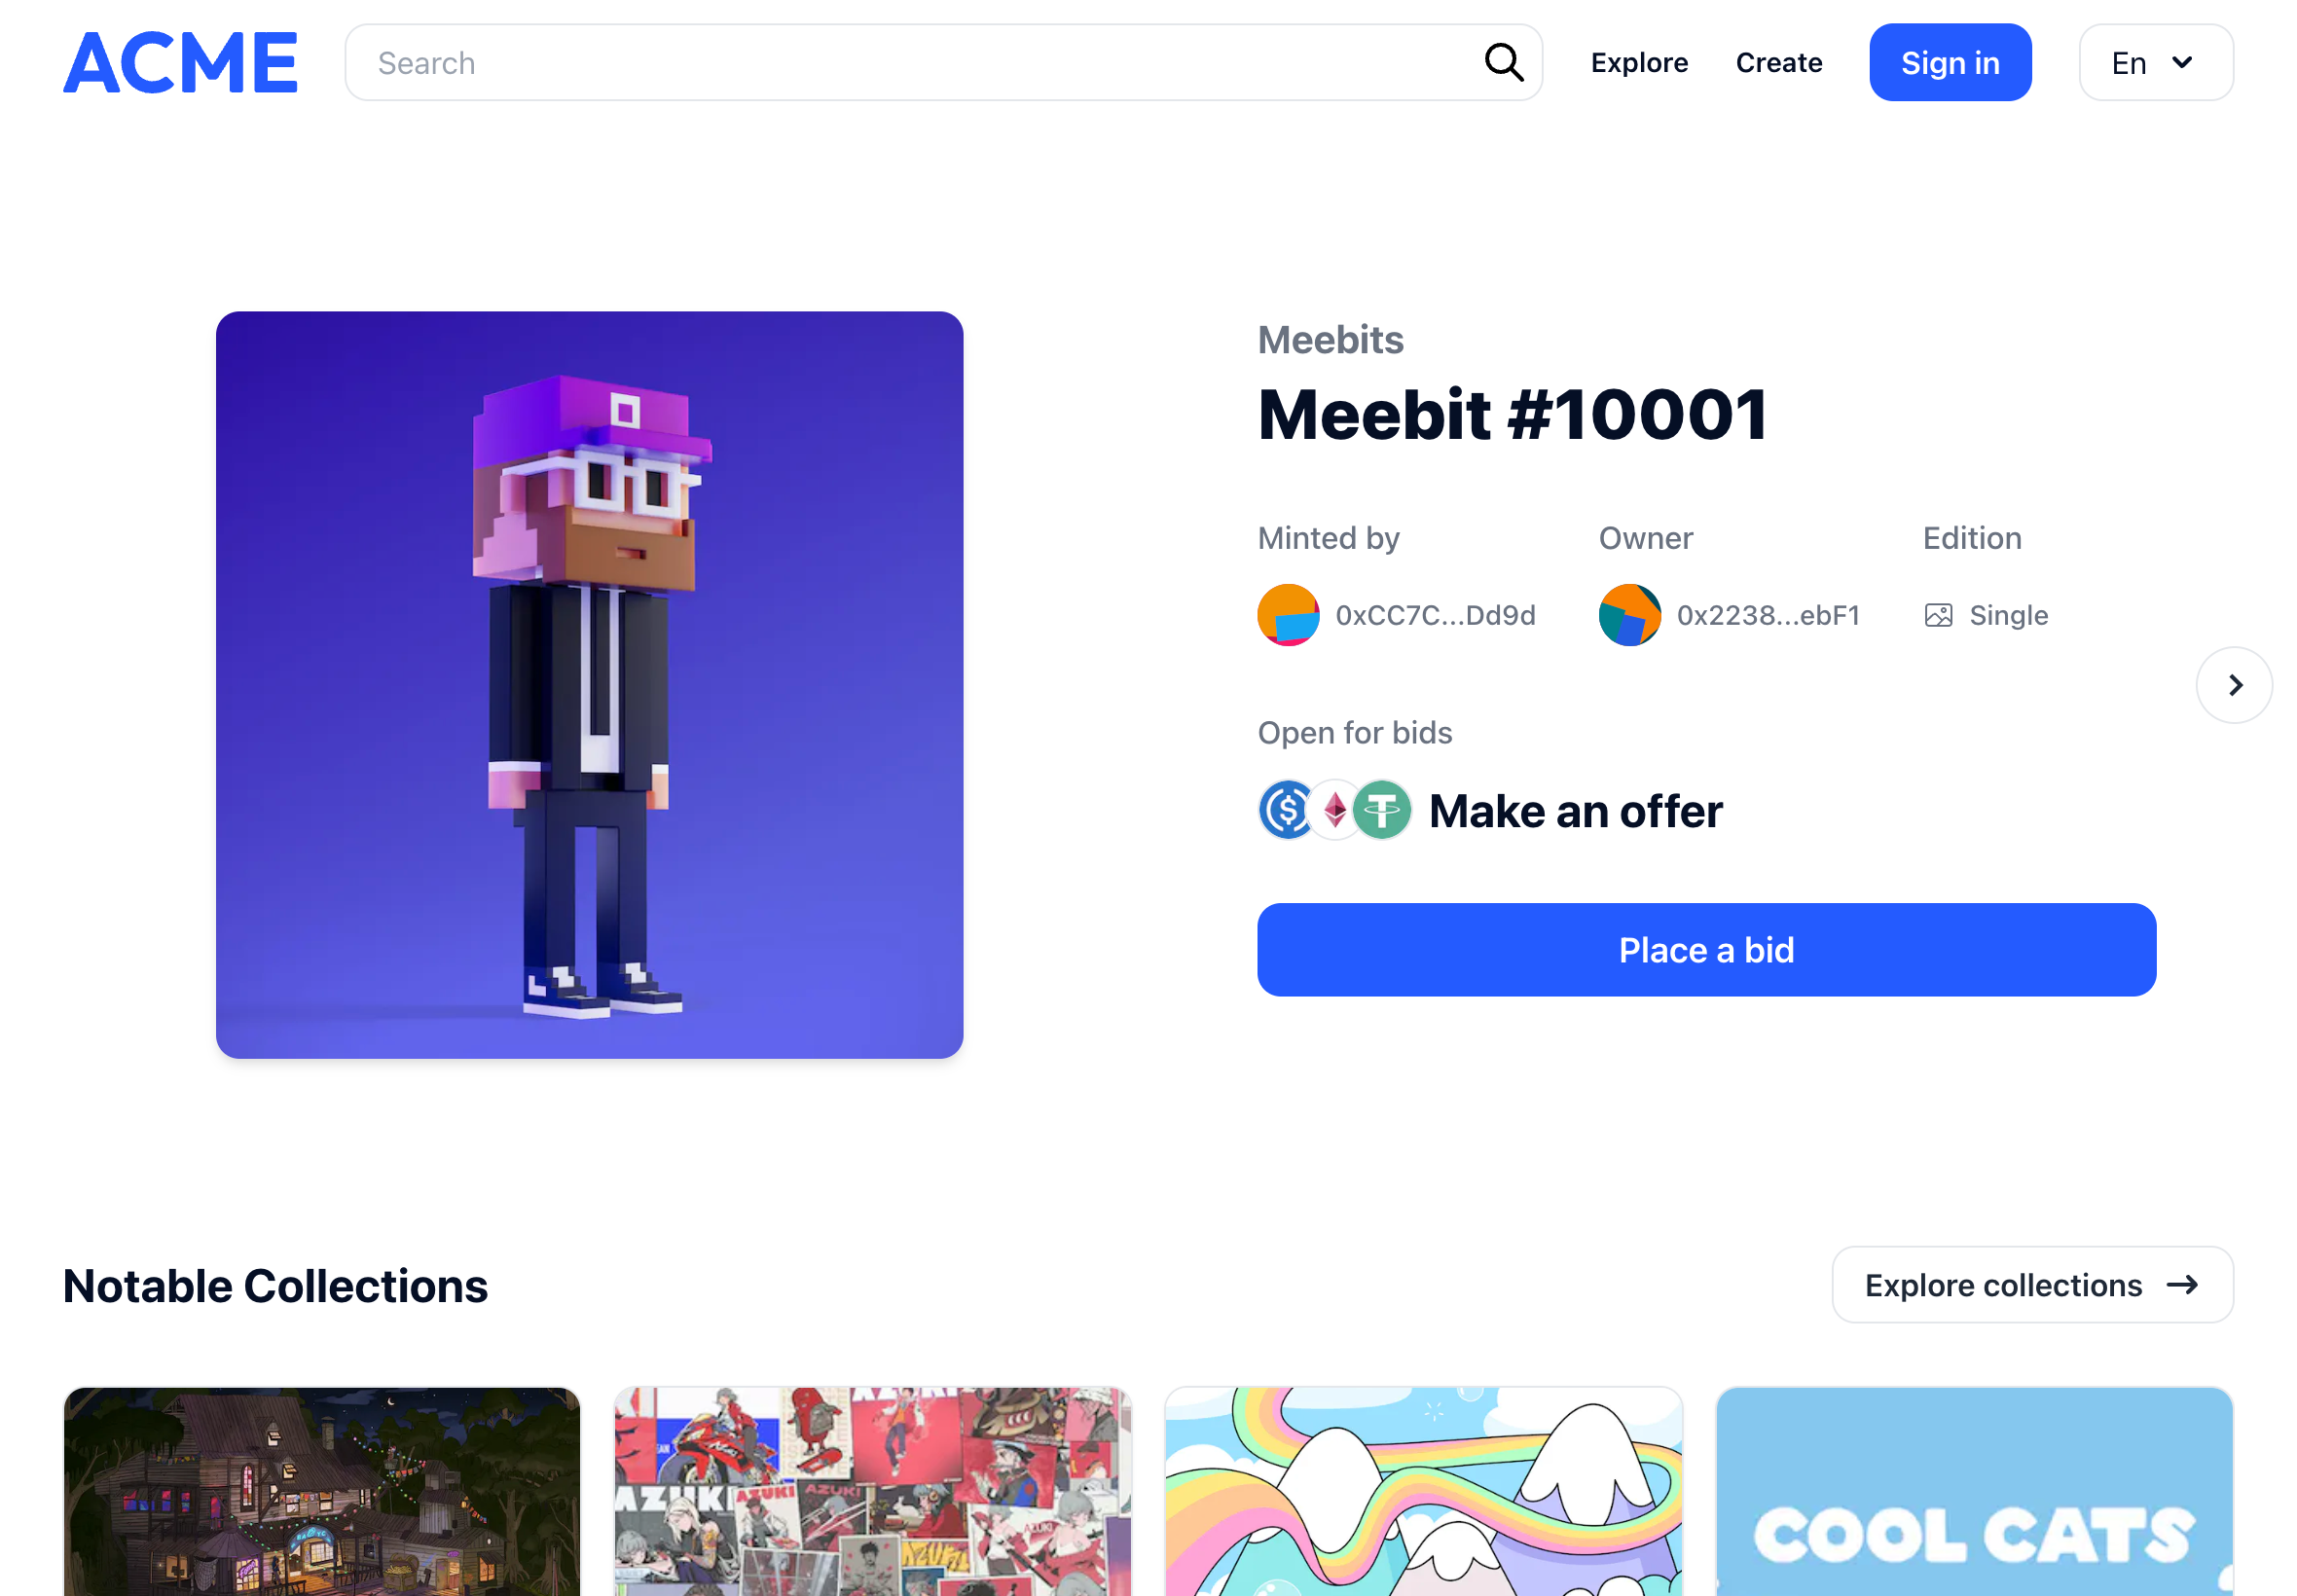 ACME
Search
Explore
Create
Sign in
En
Meebits
Meebit #10001
Minted by
Owner
Edition
0xCC7C...Dd9d
0x2238...ebF1
Single
Open for bids
Make an offer
Place a bid
Notable Collections
Explore collections
AZUKI
AZUKI
AZUKI
AZUKI
COOL CATS